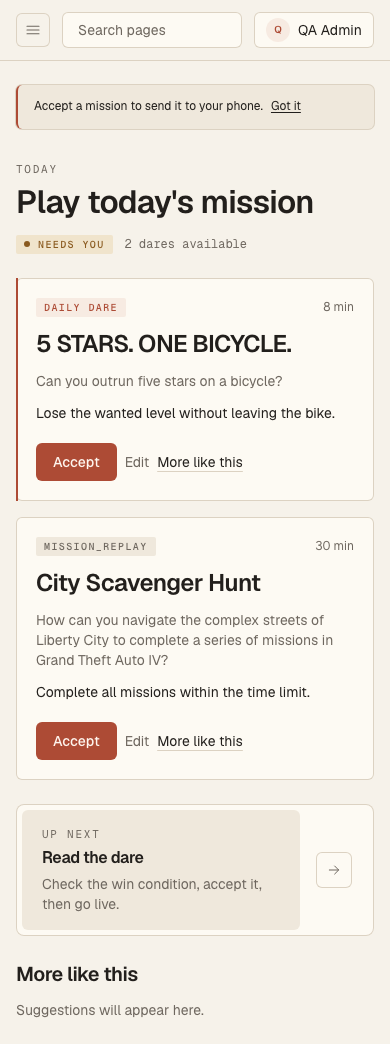 Search pages
Q
QA Admin
Accept a mission to send it to your phone. Got it
TODAY
Play today's mission
NEEDS YOU 2 dares available
DAILY DARE 8 min
5 STARS. ONE BICYCLE.
Can you outrun five stars on a bicycle?
Lose the wanted level without leaving the bike.
Accept Edit More like this
MISSION_REPLAY 30 min
City Scavenger Hunt
How can you navigate the complex streets of
Liberty City to complete a series of missions in
Grand Theft Auto IV?
Complete all missions within the time limit.
Accept Edit More like this
UP NEXT
Read the dare
Check the win condition, accept it,
then go live.
More like this
Suggestions will appear here.